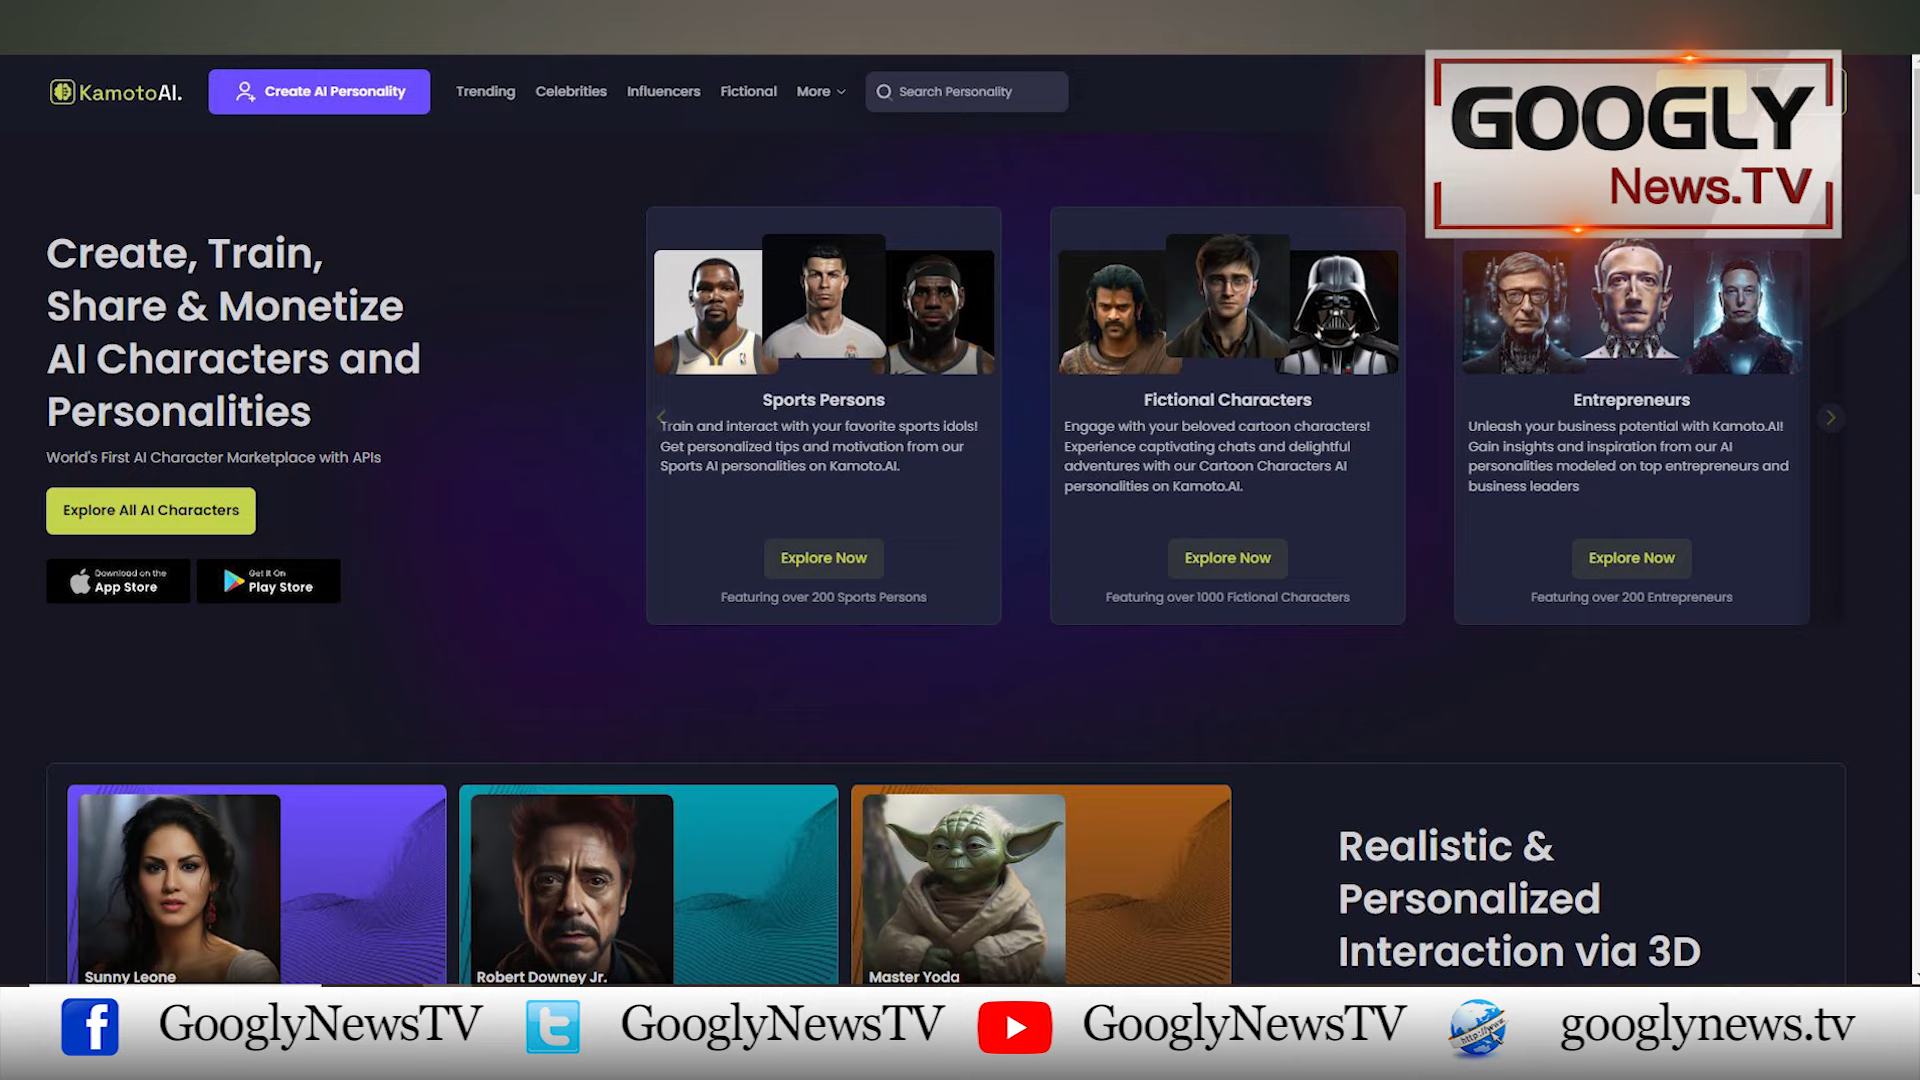 KamotoAI.
Create AI Personality
Trending
Celebrities
Influencers
Fictional
More
Search Personality
GOOGLY
News.TV
Create, Train,
Share & Monetize
AI Characters and
Personalities
World's First AI Character Marketplace with APIs
Explore All AI Characters
Download on the
App Store
Get It On
Play Store
Sports Persons
Train and interact with your favorite sports idols!
Get personalized tips and motivation from our
Sports AI personalities on Kamoto.AI.
Explore Now
Featuring over 200 Sports Persons
Fictional Characters
Engage with your beloved cartoon characters!
Experience captivating chats and delightful
adventures with our Cartoon Characters AI
personalities on Kamoto.AI.
Explore Now
Featuring over 1000 Fictional Characters
Entrepreneurs
Unleash your business potential with Kamoto.AI!
Gain insights and inspiration from our AI
personalities modeled on top entrepreneurs and
business leaders
Explore Now
Featuring over 200 Entrepreneurs
Sunny Leone
Robert Downey Jr.
Master Yoda
Realistic &
Personalized
Interaction via 3D
GooglyNewsTV
GooglyNewsTV
GooglyNewsTV
http://www.
googlynews.tv